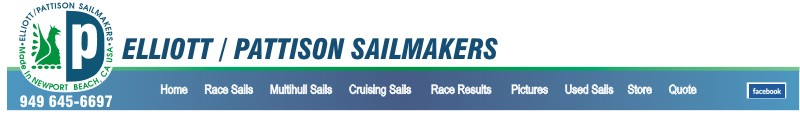 ELLIOTT/PATTISON SAILMAKERS
• Made In NEWPORT BEACH, CA USA •
p
ELLIOTT / PATTISON SAILMAKERS
949 645-6697
Home Race Sails Multihull Sails Cruising Sails Race Results Pictures Used Sails Store Quote facebook